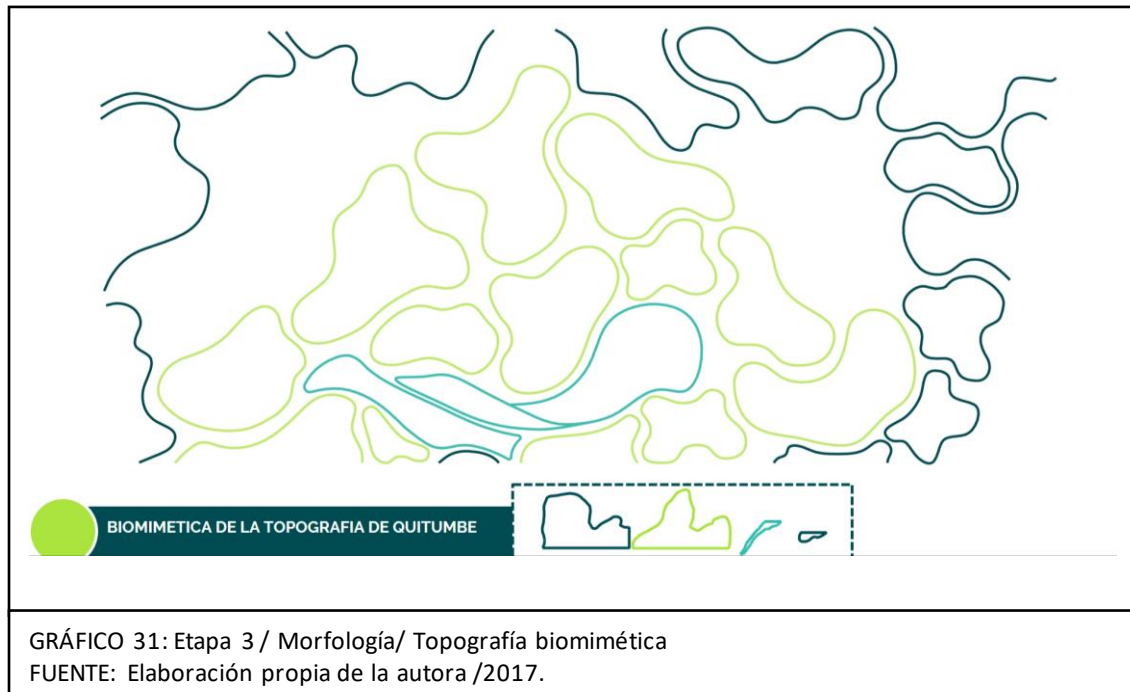 BIOMIMETICA DE LA TOPOGRAFIA DE QUITUMBE
GRÁFICO 31: Etapa 3 / Morfología/ Topografía biomimética
FUENTE: Elaboración propia de la autora /2017.